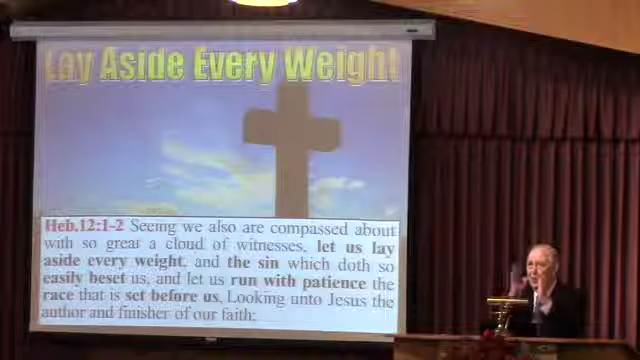 Lay Aside Every Weight
Heb.12:1-2 Seeing we also are compassed about
with so great a cloud of witnesses, let us lay
aside every weight, and the sin which doth so
easily beset us, and let us run with patience the
race that is set before us, Looking unto Jesus the
author and finisher of our faith;